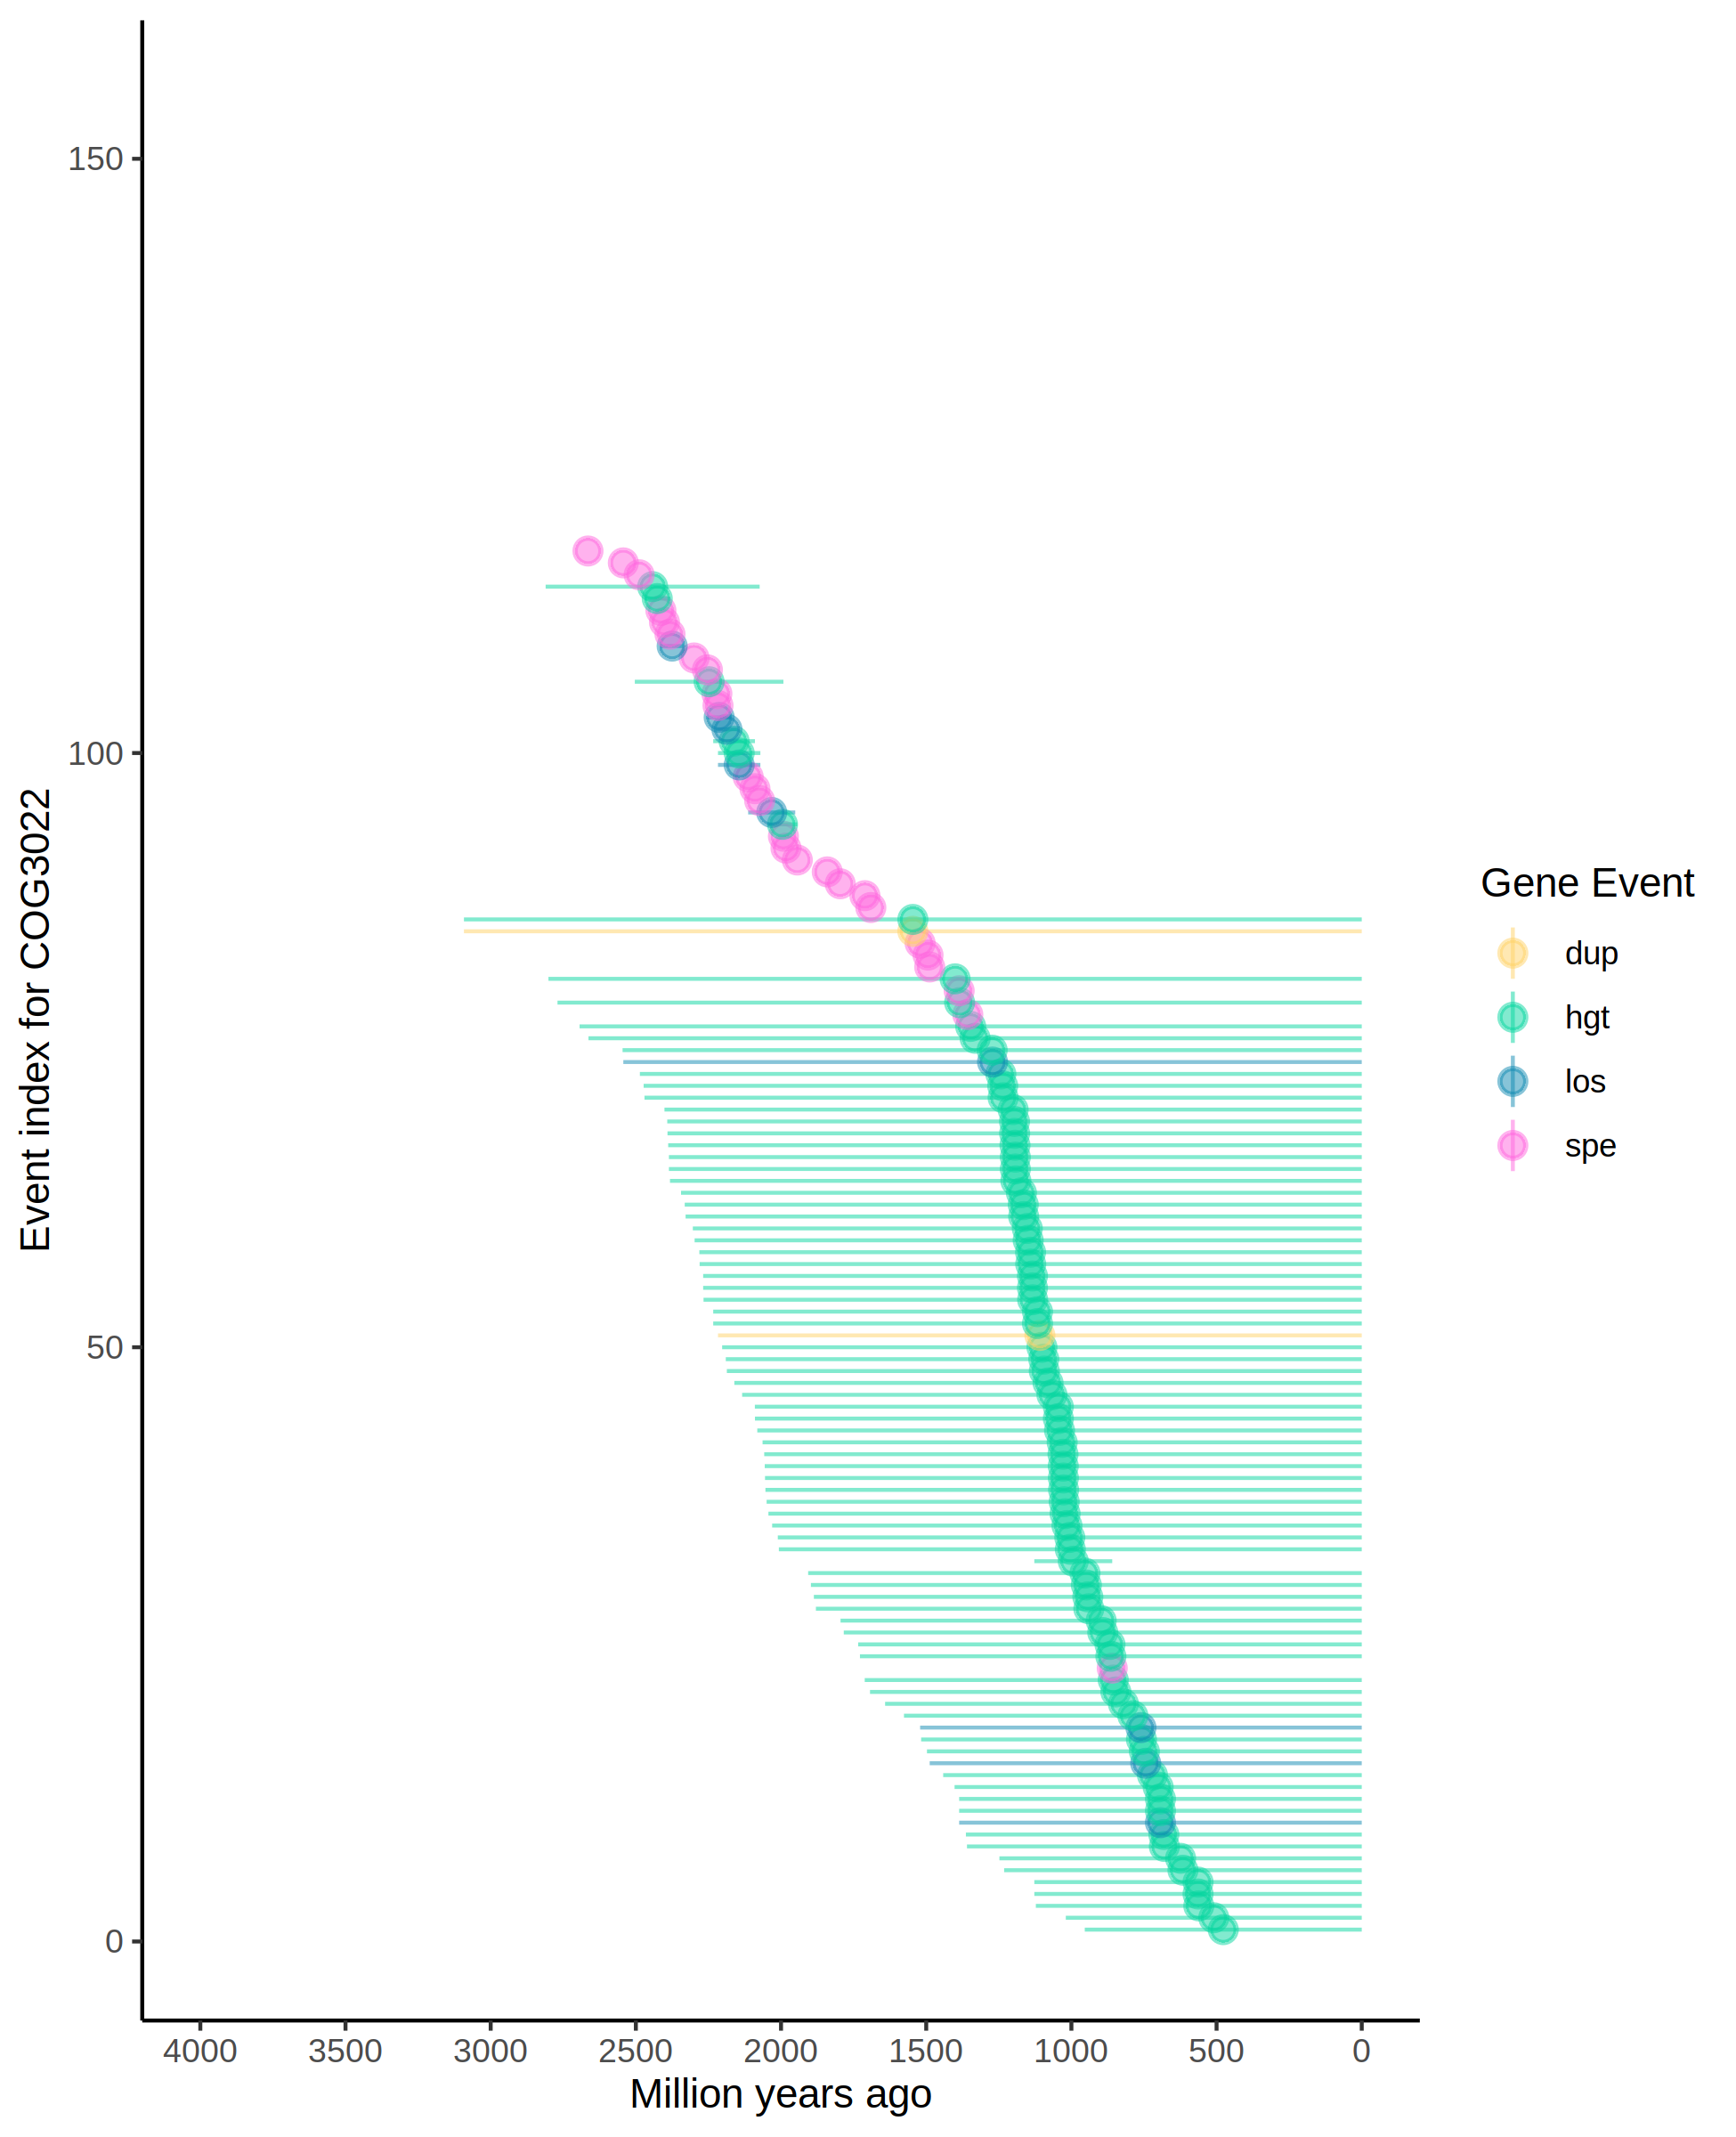 150
100
50
0
Event index for COG3022
4000 3500 3000 2500 2000 1500 1000 500 0
Million years ago
Gene Event
dup
hgt
los
spe